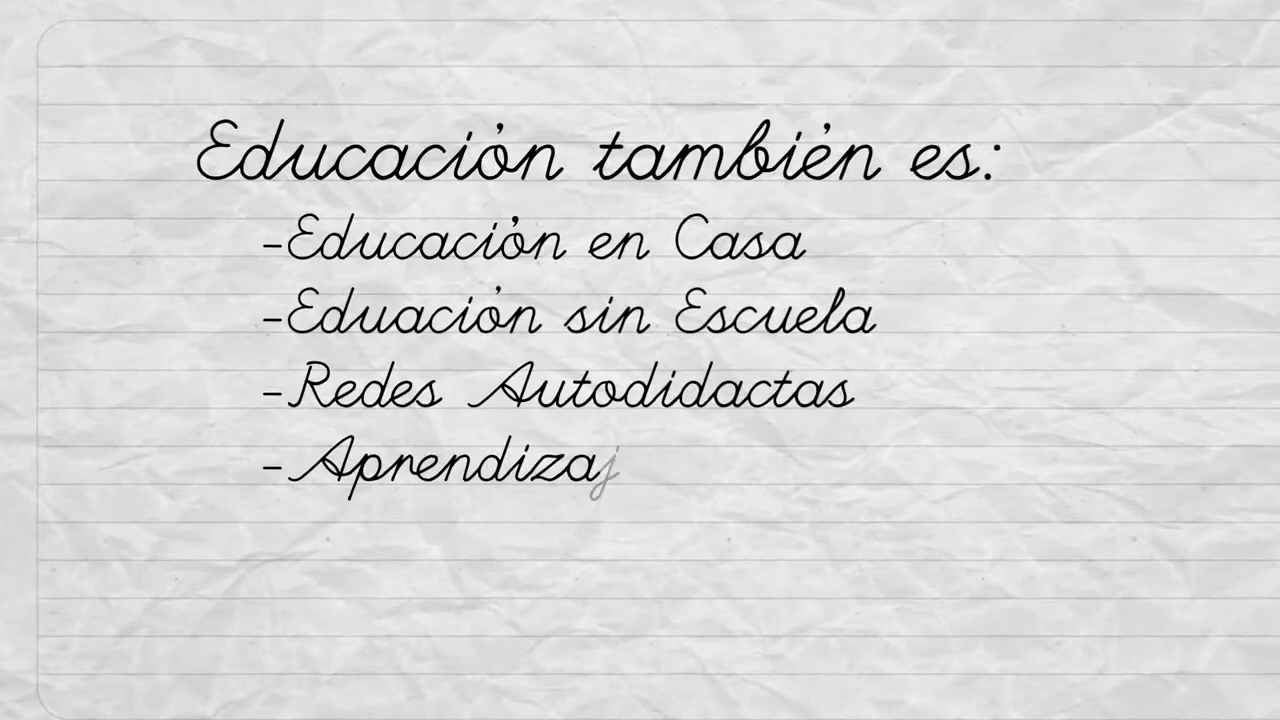 Educación también es:
-Educación en Casa
-Eduación sin Escuela
-Redes Autodidactas
-Aprendizaj